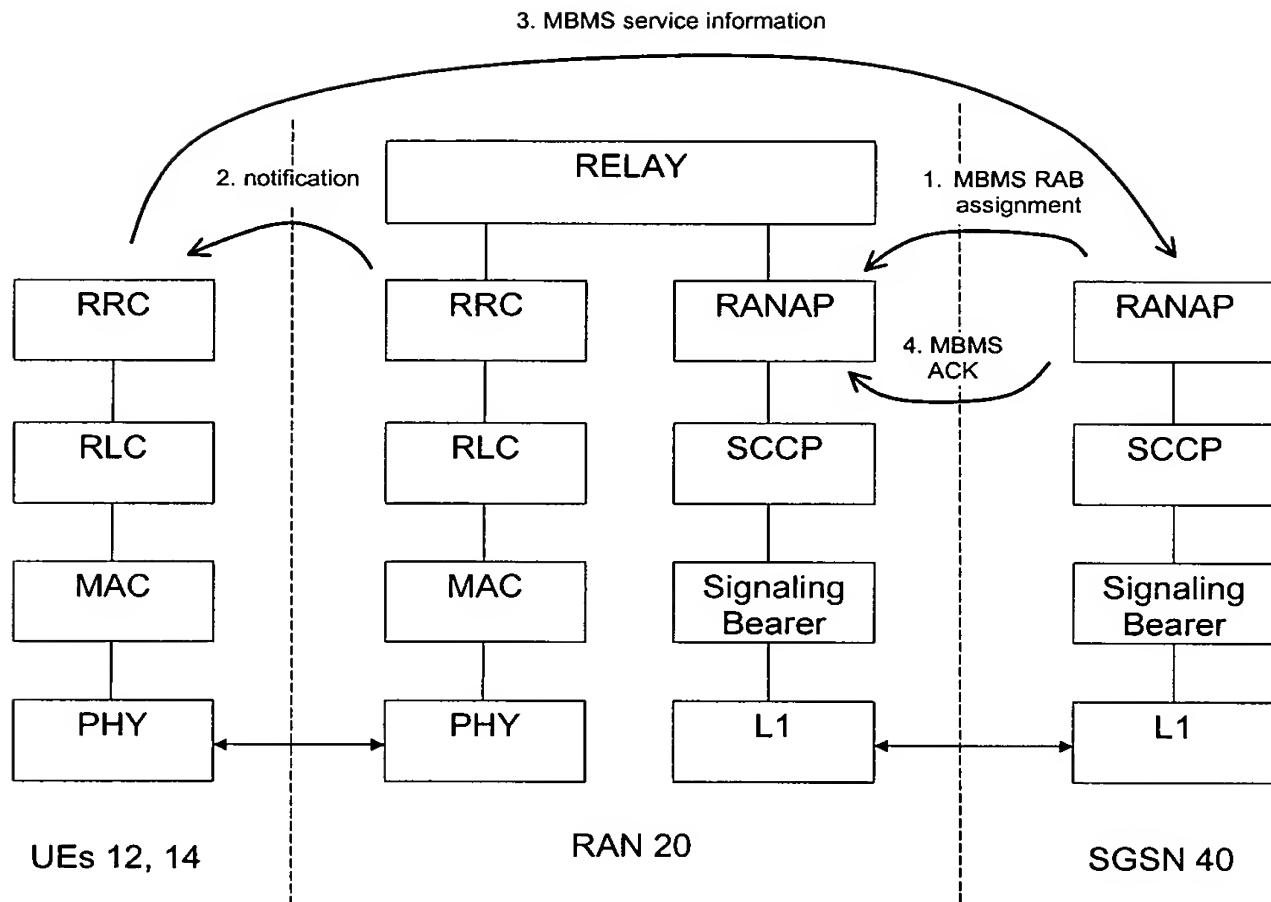 3. MBMS service information
RELAY
2. notification
1. MBMS RAB
assignment
RRC
RRC
RANAP
RANAP
4. MBMS
ACK
RLC
RLC
SCCP
SCCP
MAC
MAC
Signaling
Bearer
Signaling
Bearer
PHY
PHY
L1
L1
UEs 12, 14
RAN 20
SGSN 40